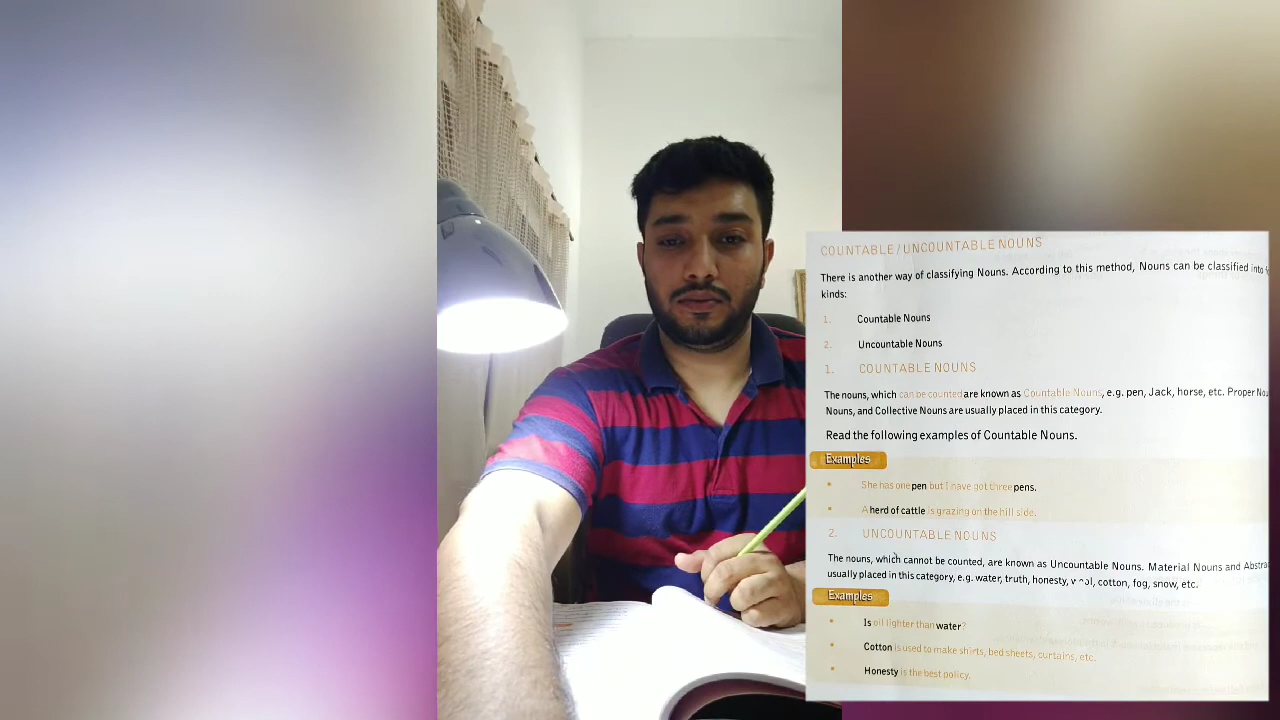 COUNTABLE/UNCOUNTABLE NOUNS
There is another way of classifying Nouns. According to this method, Nouns can be classified into
kinds:
1. Countable Nouns
2. Uncountable Nouns
1. COUNTABLE NOUNS
The nouns, which can be counted are known as Countable Nouns, e.g. pen, Jack, horse, etc. Proper
Nouns, and Collective Nouns are usually placed in this category.
Read the following examples of Countable Nouns.
Examples
She has one pen but I have got three pens.
A herd of cattle is grazing on the hill side.
2. UNCOUNTABLE NOUNS
The nouns, which cannot be counted, are known as Uncountable Nouns. Material Nouns and
usually placed in this category, e.g. water, truth, honesty, cotton, fog, snow, etc.
Examples
Is oil lighter than water?
Cotton is used to make shirts, bed sheets, curtains, etc.
Honesty is the best policy.